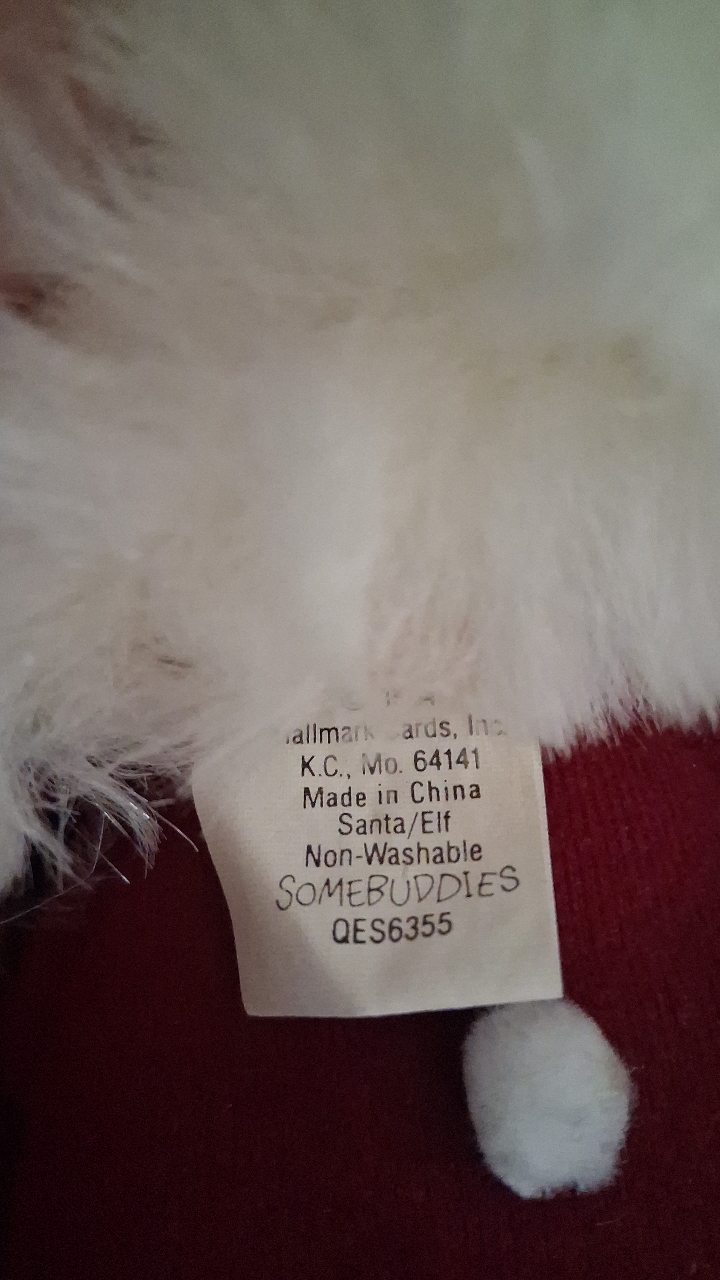 allmark ards, Inc.
K.C., Mo. 64141
Made in China
Santa/Elf
Non-Washable
SOMEBUDDIES
QES6355